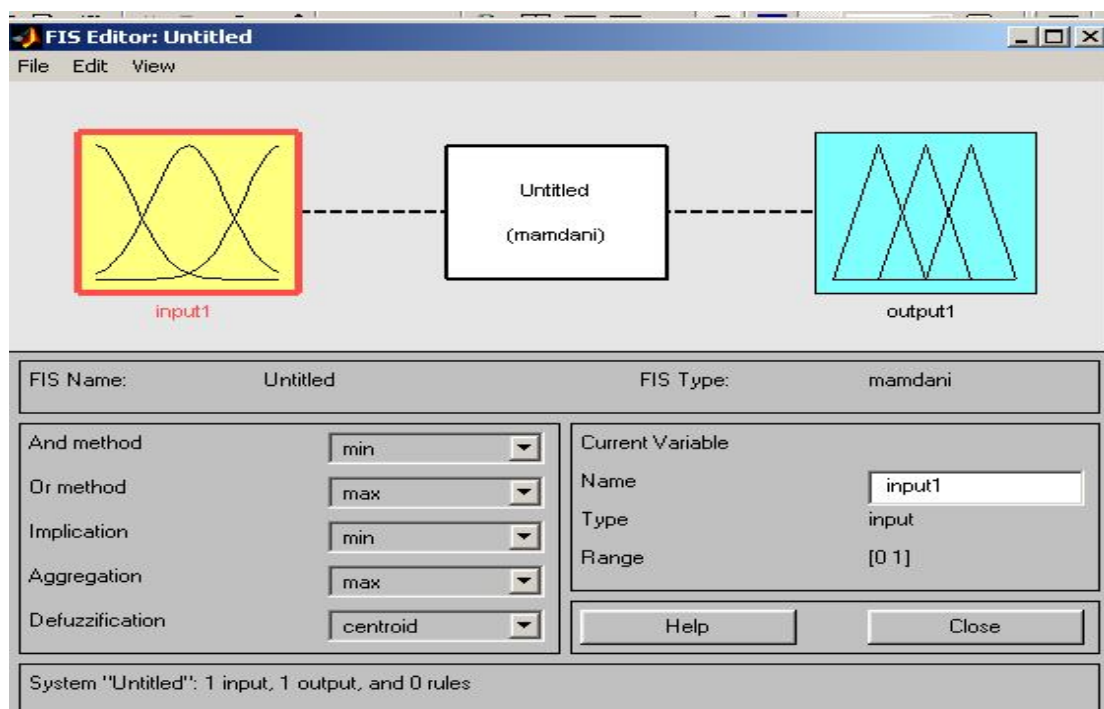 FIS Editor: Untitled
File Edit View
Untitled
(mamdani)
input1
output1
FIS Name: Untitled FIS Type: mamdani
And method min
Or method max
Implication min
Aggregation max
Defuzzification centroid
Current Variable
Name input1
Type input
Range [0 1]
Help Close
System "Untitled": 1 input, 1 output, and 0 rules